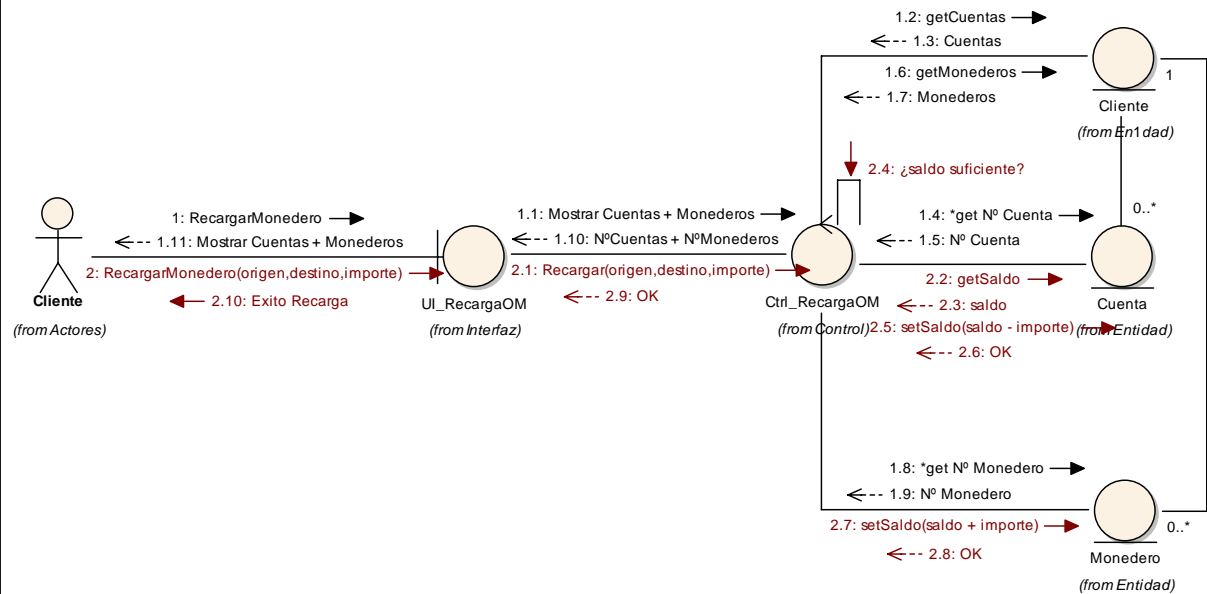 1.2: getCuentas
1.3: Cuentas
1.6: getMonederos
1.7: Monederos
1
Cliente
(from En1dad)
2.4: ¿saldo suficiente?
0..*
1: RecargarMonedero
1.11: Mostrar Cuentas + Monederos
2: RecargarMonedero(origen,destino,importe)
2.10: Exito Recarga
Cliente
(from Actores)
1.1: Mostrar Cuentas + Monederos
1.10: NºCuentas + NºMonederos
2.1: Recargar(origen,destino,importe)
2.9: OK
UI_RecargaOM
(from Interfaz)
Ctrl_RecargaOM
(from Control)
1.4: *get Nº Cuenta
1.5: Nº Cuenta
2.2: getSaldo
2.3: saldo
2.5: setSaldo(saldo - importe)
2.6: OK
Cuenta
(from Entidad)
1.8: *get Nº Monedero
1.9: Nº Monedero
2.7: setSaldo(saldo + importe)
2.8: OK
0..*
Monedero
(from Entidad)